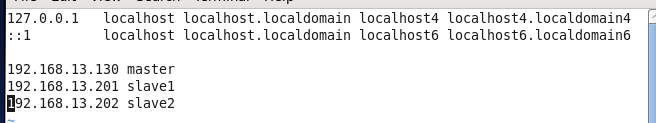 127.0.0.1   localhost localhost.localdomain localhost4 localhost4.localdomain4
::1         localhost localhost.localdomain localhost6 localhost6.localdomain6
192.168.13.130 master
192.168.13.201 slave1
192.168.13.202 slave2
~